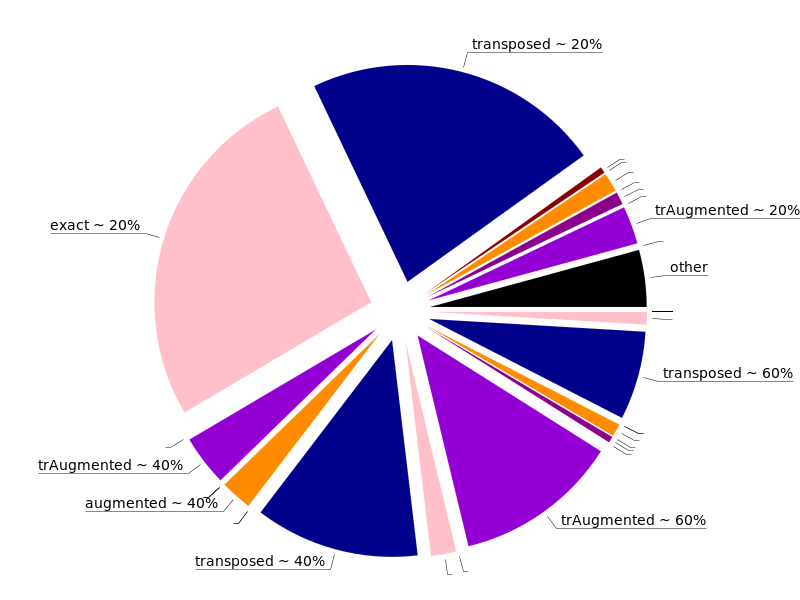 transposed ~ 20%
trAugmented ~ 20%
exact ~ 20%
other
transposed ~ 60%
trAugmented ~ 40%
augmented ~ 40%
trAugmented ~ 60%
transposed ~ 40%